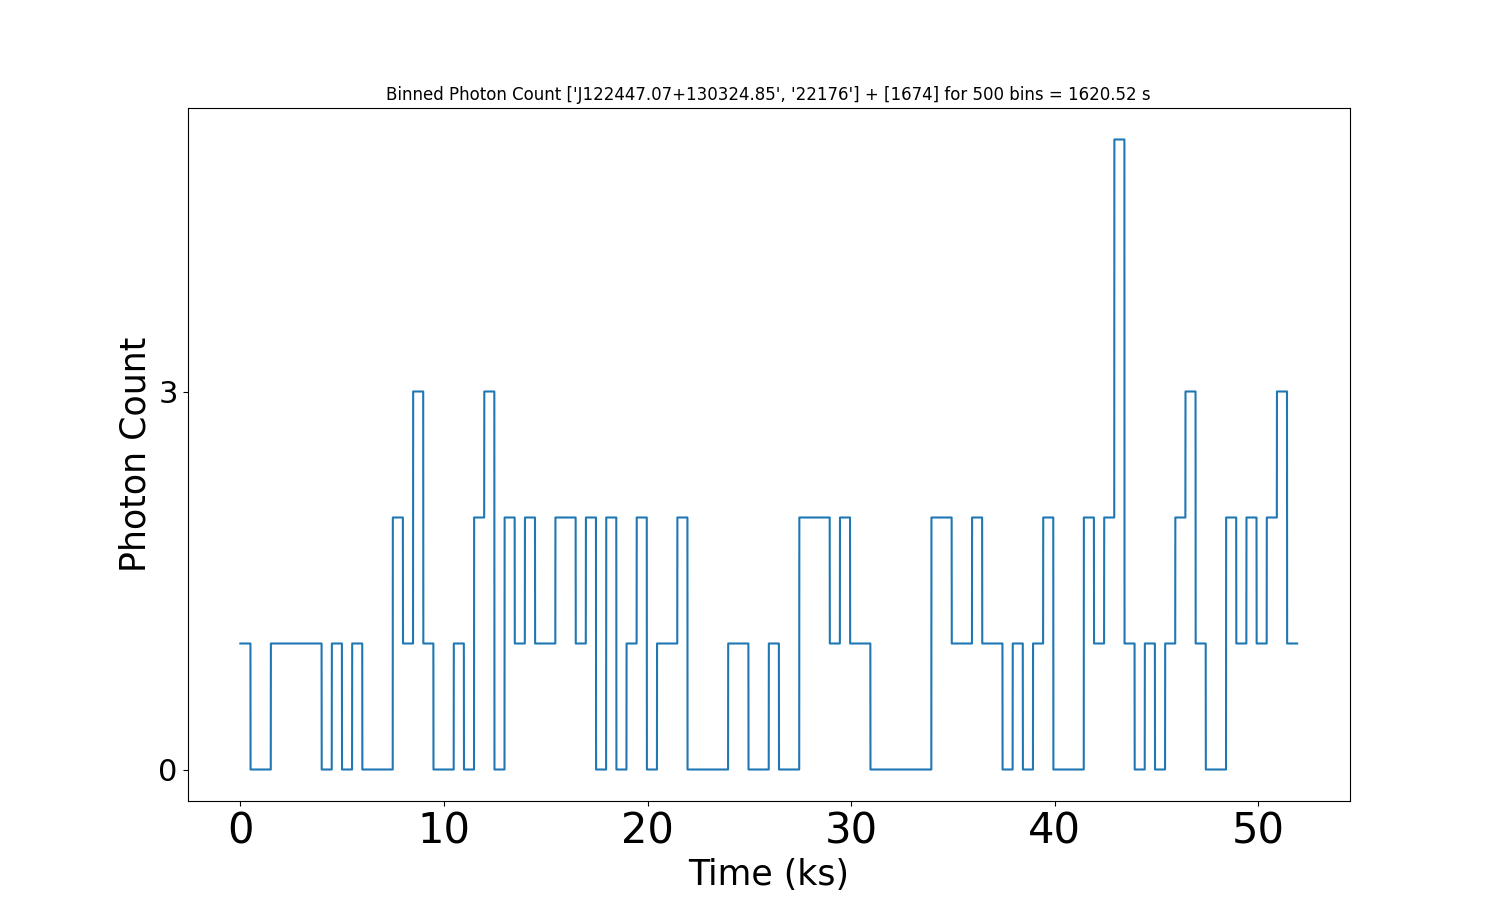 Binned Photon Count ['J122447.07+130324.85', '22176'] + [1674] for 500 bins = 1620.52 s
Photon Count
3
0
0 10 20 30 40 50
Time (ks)